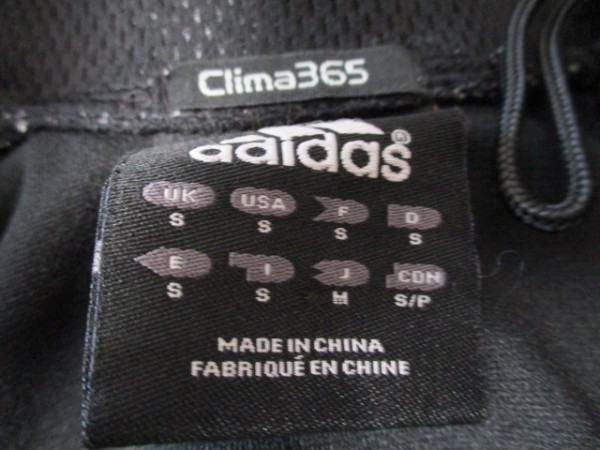 Clima365
adidas®
UK USA F D
S S S S
E I J CDN
S S M S/P
MADE IN CHINA
FABRIQUÉ EN CHINE